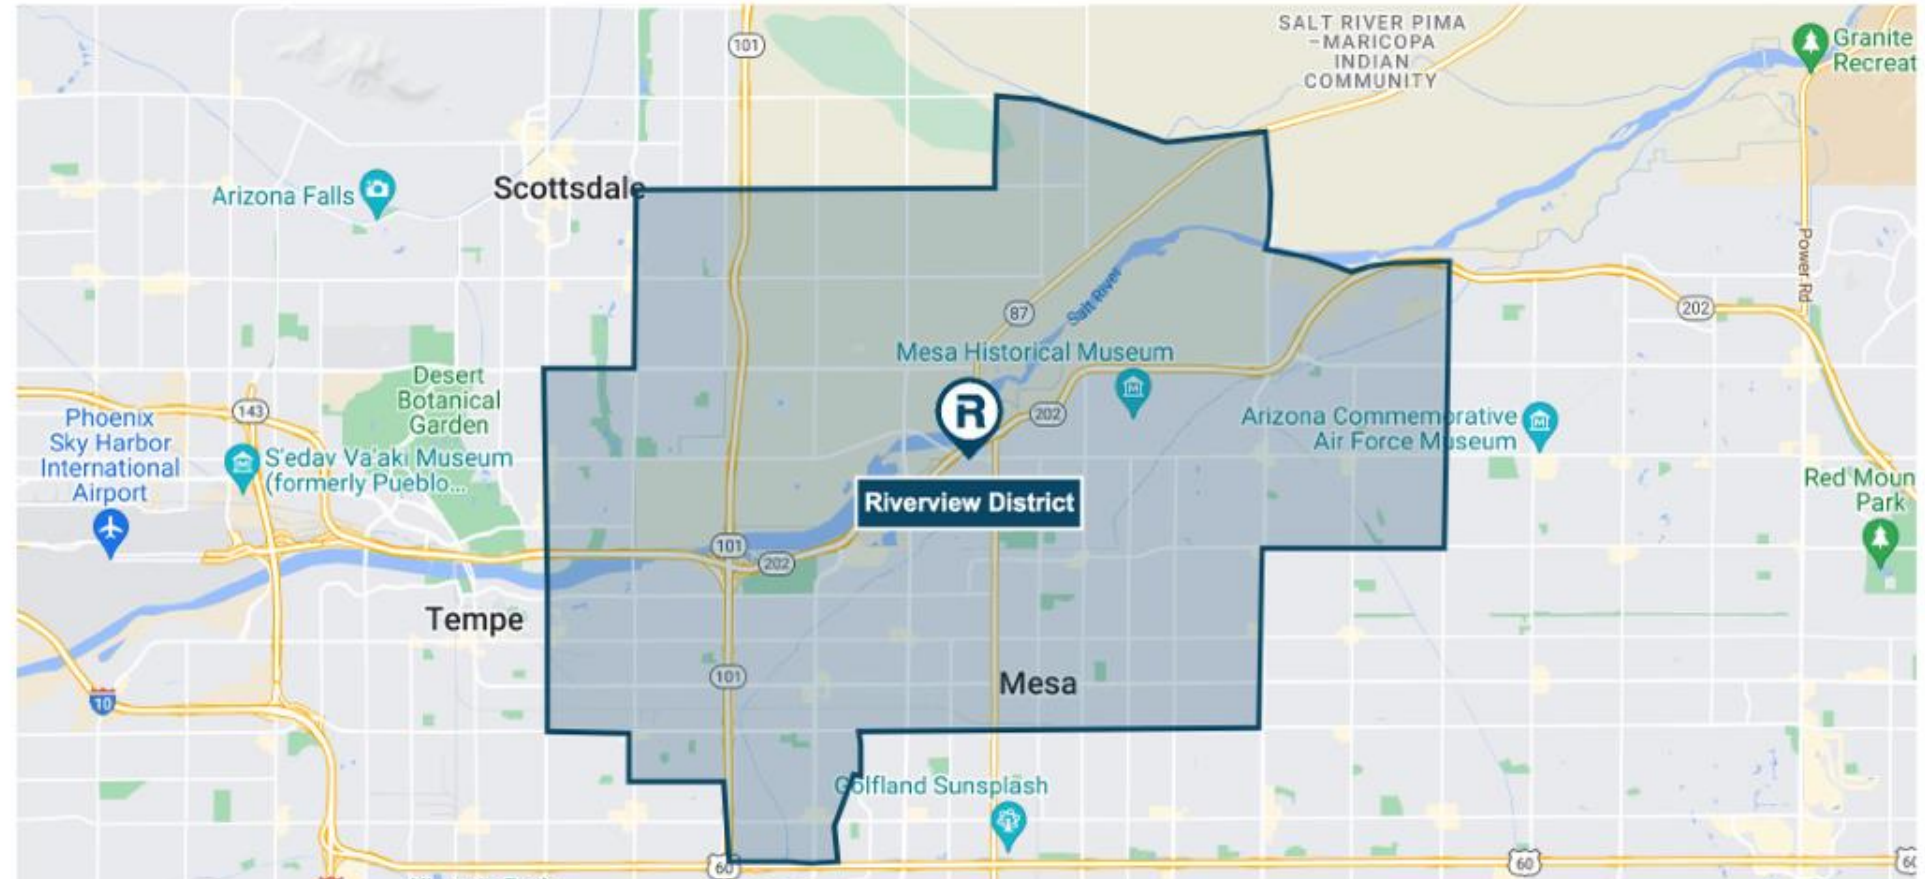 SALT RIVER PIMA
–MARICOPA
INDIAN
COMMUNITY
Granite
Recreat
101
Arizona Falls
Scottsdale
Power Rd
87
Salt River
202
Mesa Historical Museum
Desert
Botanical
Garden
143
R
202
Phoenix
Sky Harbor
International
Airport
Arizona Commemorative
Air Force Museum
S'edav Va'aki Museum
(formerly Pueblo...
Red Moun
Park
Riverview District
101
202
Tempe
101
Mesa
10
Golfland Sunsplash
60
60
60